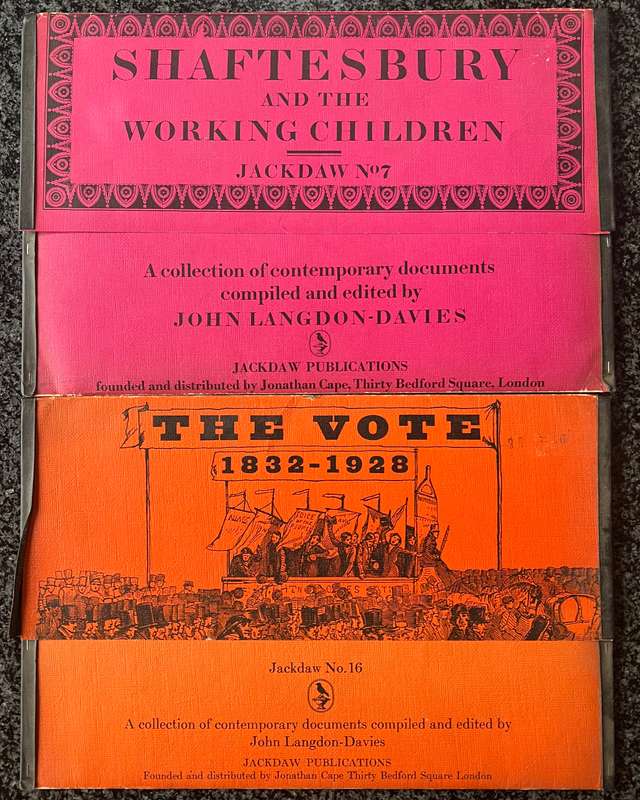 SHAFTESBURY
AND THE
WORKING CHILDREN
JACKDAW Nº7
A collection of contemporary documents
compiled and edited by
JOHN LANGDON-DAVIES
JACKDAW PUBLICATIONS
founded and distributed by Jonathan Cape, Thirty Bedford Square, London
THE VOTE
1832-1928
Jackdaw No.16
A collection of contemporary documents compiled and edited by
John Langdon-Davies
JACKDAW PUBLICATIONS
Founded and distributed by Jonathan Cape Thirty Bedford Square London